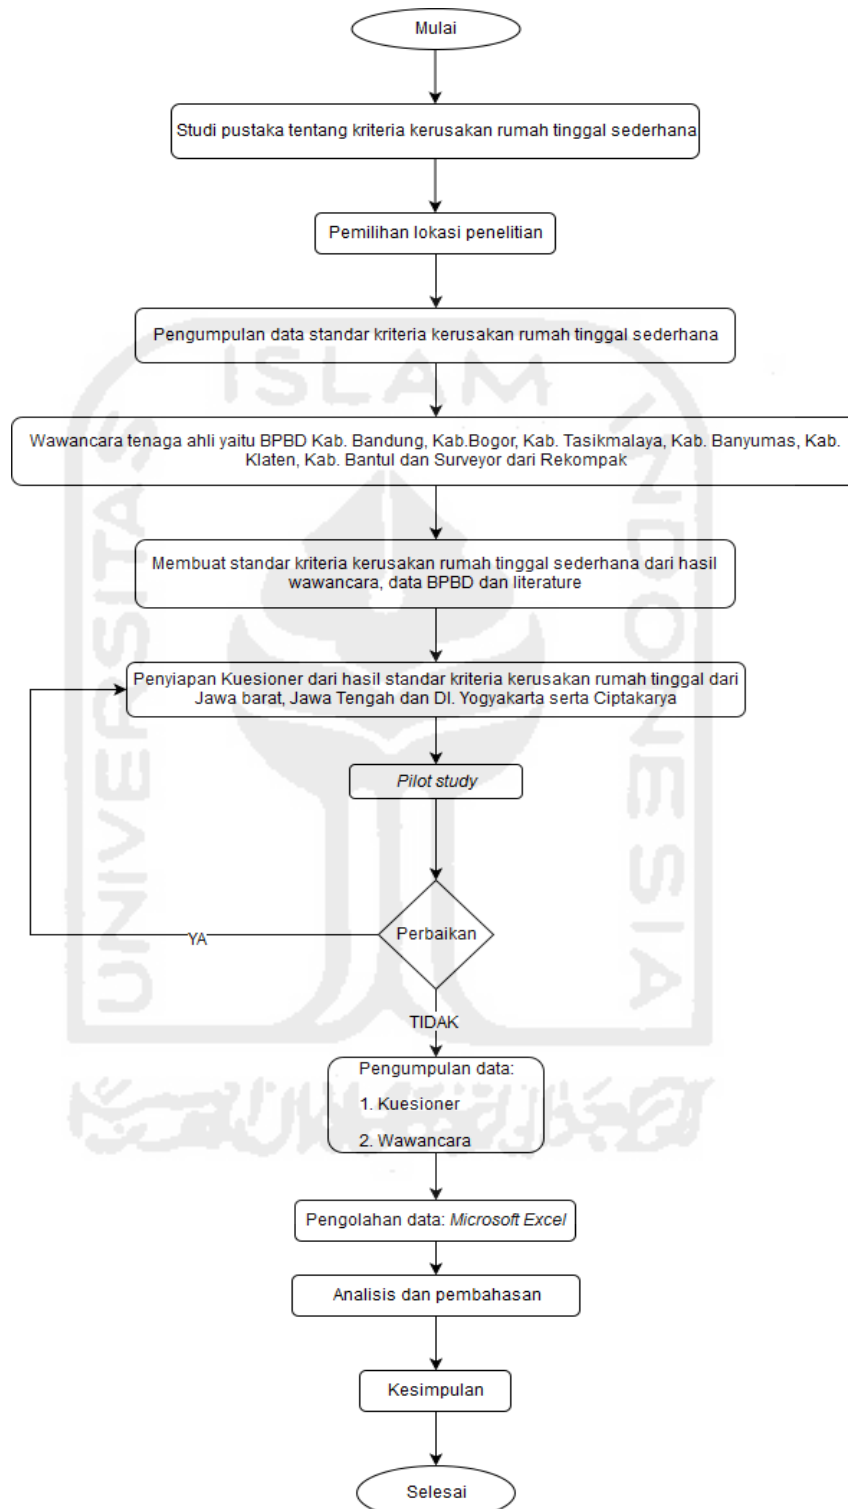 Mulai
Studi pustaka tentang kriteria kerusakan rumah tinggal sederhana
Pemilihan lokasi penelitian
Pengumpulan data standar kriteria kerusakan rumah tinggal sederhana
Wawancara tenaga ahli yaitu BPBD Kab. Bandung, Kab.Bogor, Kab. Tasikmalaya, Kab. Banyumas, Kab.
Klaten, Kab. Bantul dan Surveyor dari Rekompak
Membuat standar kriteria kerusakan rumah tinggal sederhana dari hasil
wawancara, data BPBD dan literature
Penyiapan Kuesioner dari hasil standar kriteria kerusakan rumah tinggal dari
Jawa barat, Jawa Tengah dan DI. Yogyakarta serta Ciptakarya
Pilot study
Perbaikan
YA
TIDAK
Pengumpulan data:
1. Kuesioner
2. Wawancara
Pengolahan data: Microsoft Excel
Analisis dan pembahasan
Kesimpulan
Selesai
UNIVERSITAS
ISLAM
INDONESIA